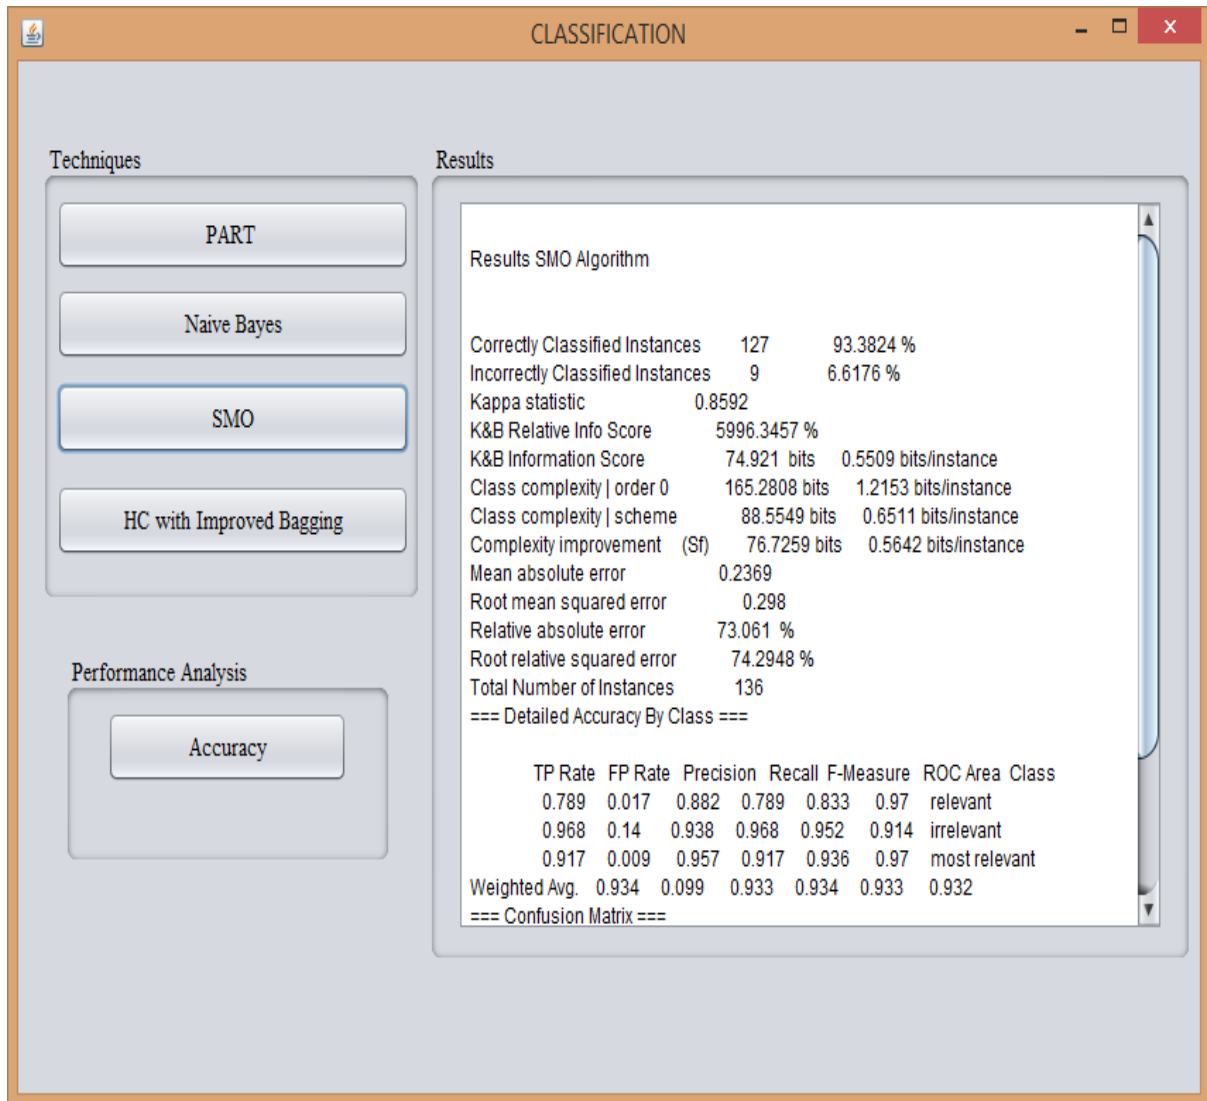 CLASSIFICATION
Techniques
PART
Naive Bayes
SMO
HC with Improved Bagging
Performance Analysis
Accuracy
Results
Results SMO Algorithm
Correctly Classified Instances 127 93.3824 %
Incorrectly Classified Instances 9 6.6176 %
Kappa statistic 0.8592
K&B Relative Info Score 5996.3457 %
K&B Information Score 74.921 bits 0.5509 bits/instance
Class complexity | order 0 165.2808 bits 1.2153 bits/instance
Class complexity | scheme 88.5549 bits 0.6511 bits/instance
Complexity improvement (Sf) 76.7259 bits 0.5642 bits/instance
Mean absolute error 0.2369
Root mean squared error 0.298
Relative absolute error 73.061 %
Root relative squared error 74.2948 %
Total Number of Instances 136
=== Detailed Accuracy By Class ===
TP Rate FP Rate Precision Recall F-Measure ROC Area Class
0.789 0.017 0.882 0.789 0.833 0.97 relevant
0.968 0.14 0.938 0.968 0.952 0.914 irrelevant
0.917 0.009 0.957 0.917 0.936 0.97 most relevant
Weighted Avg. 0.934 0.099 0.933 0.934 0.933 0.932
=== Confusion Matrix ===